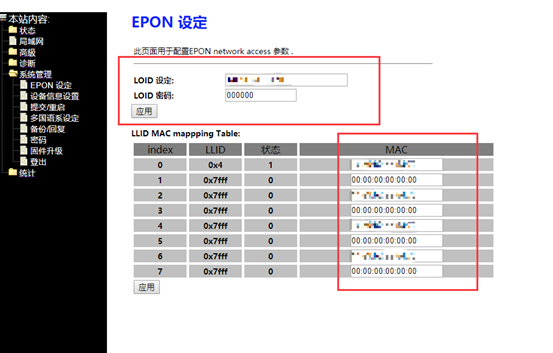 本站内容:
状态
局域网
高级
诊断
系统管理
EPON 设定
设备信息设置
提交/重启
多国语系设定
备份/回复
密码
固件升级
登出
统计
EPON 设定
此页面用于配置EPON network access 参数 .
LOID 设定:
LOID 密码: 000000
应用
LLID MAC mappping Table:
index LLID 状态 MAC
0 0x4 1
1 0x7fff 0 00:00:00:00:00:00
2 0x7fff 0
3 0x7fff 0 00:00:00:00:00:00
4 0x7fff 0
5 0x7fff 0 00:00:00:00:00:00
6 0x7fff 0
7 0x7fff 0 00:00:00:00:00:00
应用